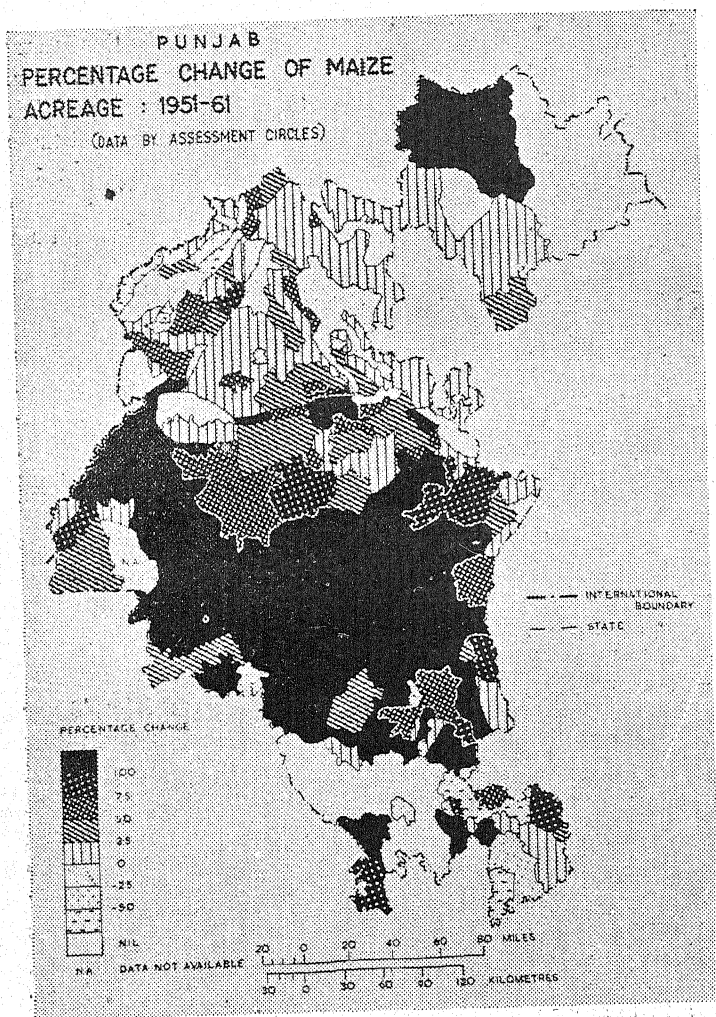 PUNJAB
PERCENTAGE CHANGE OF MAIZE
ACREAGE : 1951-61
(DATA BY ASSESSMENT CIRCLES)
N.A.
INTERNATIONAL
BOUNDARY
STATE "
PERCENTAGE CHANGE
100
75
50
25
0
-25
-50
NIL
NA DATA NOT AVAILABLE
20 0 20 40 60 80 MILES
30 0 30 60 90 120 KILOMETRES